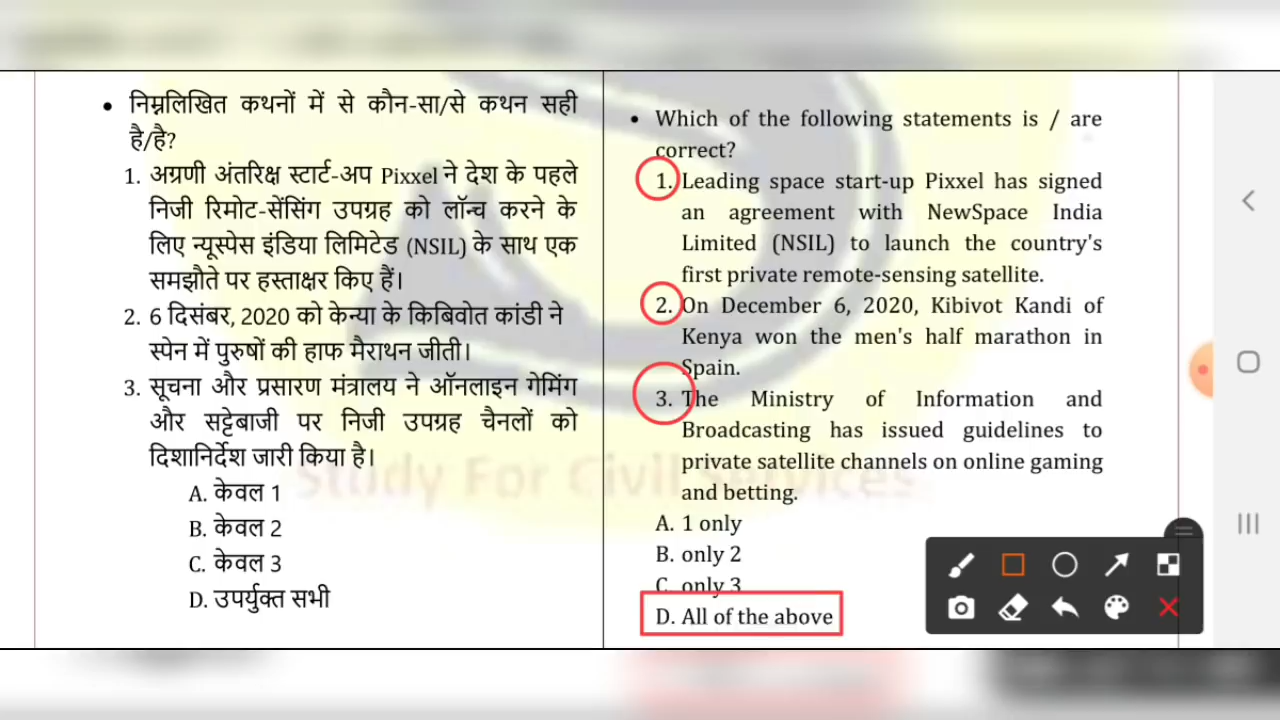 निम्नलिखित कथनों में से कौन-सा/से कथन सही
है/है?
1. अग्रणी अंतरिक्ष स्टार्ट-अप Pixxel ने देश के पहले
निजी रिमोट-सेंसिंग उपग्रह को लॉन्च करने के
लिए न्यूस्पेस इंडिया लिमिटेड (NSIL) के साथ एक
समझौते पर हस्ताक्षर किए हैं।
2. 6 दिसंबर, 2020 को केन्या के किबिवोत कांडी ने
स्पेन में पुरुषों की हाफ मैराथन जीती।
3. सूचना और प्रसारण मंत्रालय ने ऑनलाइन गेमिंग
और सट्टेबाजी पर निजी उपग्रह चैनलों को
दिशानिर्देश जारी किया है।
A. केवल 1
B. केवल 2
C. केवल 3
D. उपर्युक्त सभी
Which of the following statements is / are
correct?
1. Leading space start-up Pixxel has signed
an agreement with NewSpace India
Limited (NSIL) to launch the country's
first private remote-sensing satellite.
2. On December 6, 2020, Kibivot Kandi of
Kenya won the men's half marathon in
Spain.
3. The Ministry of Information and
Broadcasting has issued guidelines to
private satellite channels on online gaming
and betting.
A. 1 only
B. only 2
C. only 3
D. All of the above
Study For Civil Services